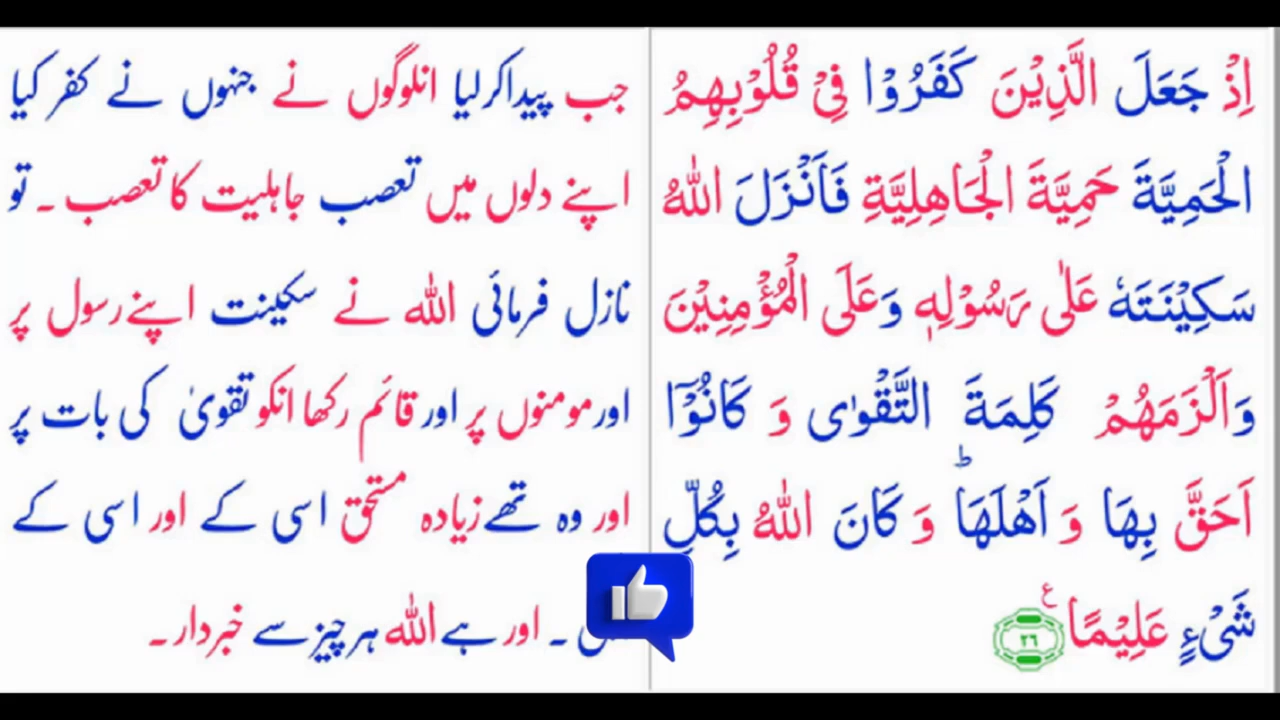 اِذْ جَعَلَ الَّذِيْنَ كَفَرُوْا فِيْ قُلُوْبِهِمُ
الْحَمِيَّةَ حَمِيَّةَ الْجَاهِلِيَّةِ فَاَنْزَلَ اللّٰهُ
سَكِيْنَتَهٗ عَلٰى رَسُوْلِهٖ وَعَلَى الْمُؤْمِنِيْنَ
وَاَلْزَمَهُمْ كَلِمَةَ التَّقْوٰى وَ كَانُوْٓا
اَحَقَّ بِهَا وَ اَهْلَهَا ؕ وَ كَانَ اللّٰهُ بِكُلِّ
شَىْءٍ عَلِيْمًا ع ٢٦
جب پیدا کرلیا انلوگوں نے جنہوں نے کفر کیا
اپنے دلوں میں تعصب جاہلیت کا تعصب ۔ تو
نازل فرمائی اللہ نے سکینت اپنے رسول پر
اور مومنوں پر اور قائم رکھا انکو تقویٰ کی بات پر
اور وہ تھے زیادہ مستحق اسی کے اور اسی کے
۔ اور ہے اللہ ہر چیز سے خبردار ۔